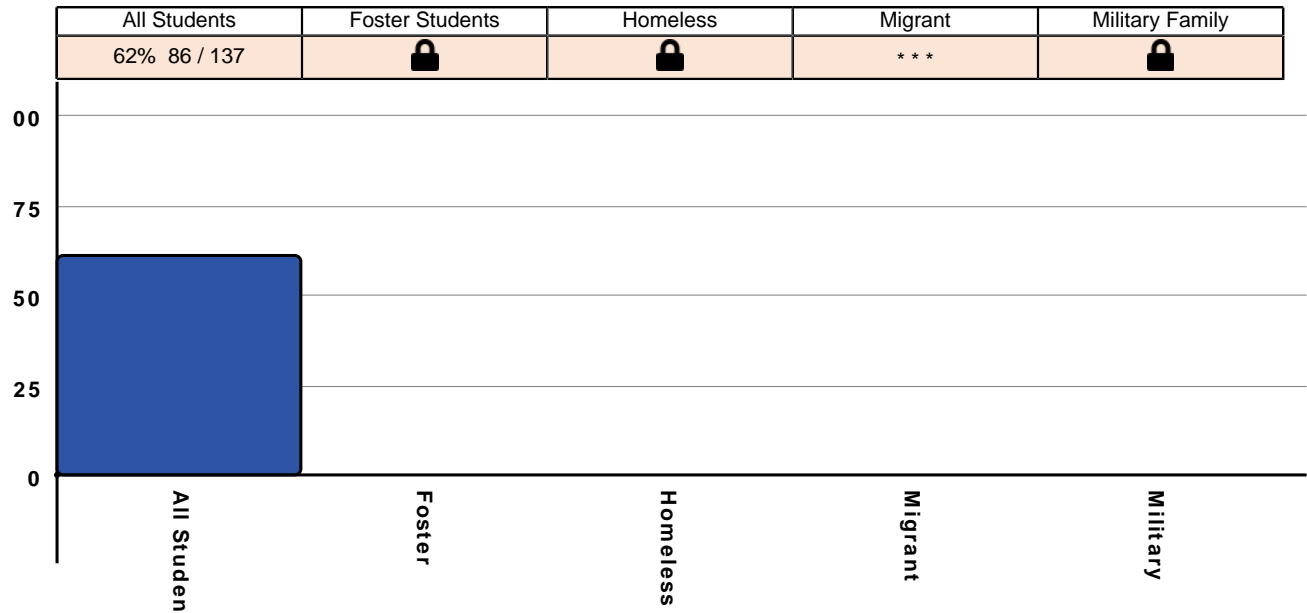 All Students Foster Students Homeless Migrant Military Family
62% 86 / 137 * * *
00
75
50
25
0
All Studen
Foster
Homeless
Migrant
Military